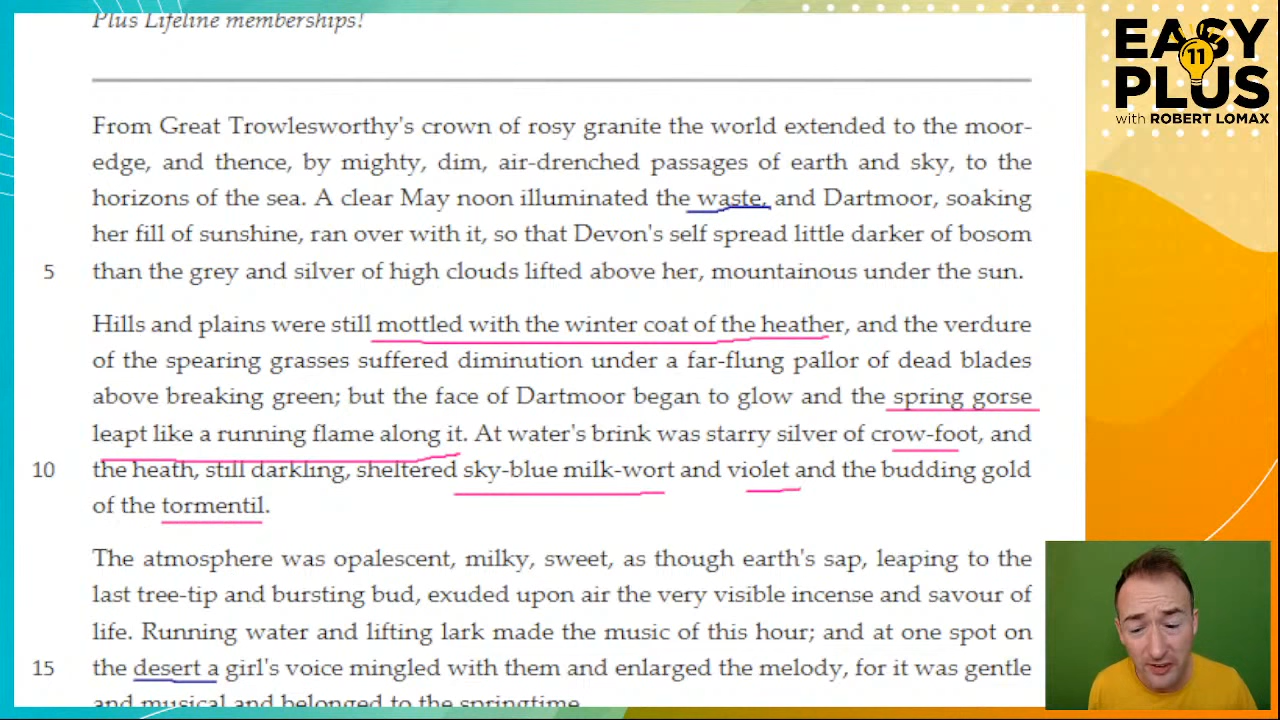 Plus Lifeline memberships!
EASY
11
PLUS
with ROBERT LOMAX
From Great Trowlesworthy's crown of rosy granite the world extended to the moor-
edge, and thence, by mighty, dim, air-drenched passages of earth and sky, to the
horizons of the sea. A clear May noon illuminated the waste, and Dartmoor, soaking
her fill of sunshine, ran over with it, so that Devon's self spread little darker of bosom
5 than the grey and silver of high clouds lifted above her, mountainous under the sun.
Hills and plains were still mottled with the winter coat of the heather, and the verdure
of the spearing grasses suffered diminution under a far-flung pallor of dead blades
above breaking green; but the face of Dartmoor began to glow and the spring gorse
leapt like a running flame along it. At water's brink was starry silver of crow-foot, and
10 the heath, still darkling, sheltered sky-blue milk-wort and violet and the budding gold
of the tormentil.
The atmosphere was opalescent, milky, sweet, as though earth's sap, leaping to the
last tree-tip and bursting bud, exuded upon air the very visible incense and savour of
life. Running water and lifting lark made the music of this hour; and at one spot on
15 the desert a girl's voice mingled with them and enlarged the melody, for it was gentle
and musical and belonged to the springtime.